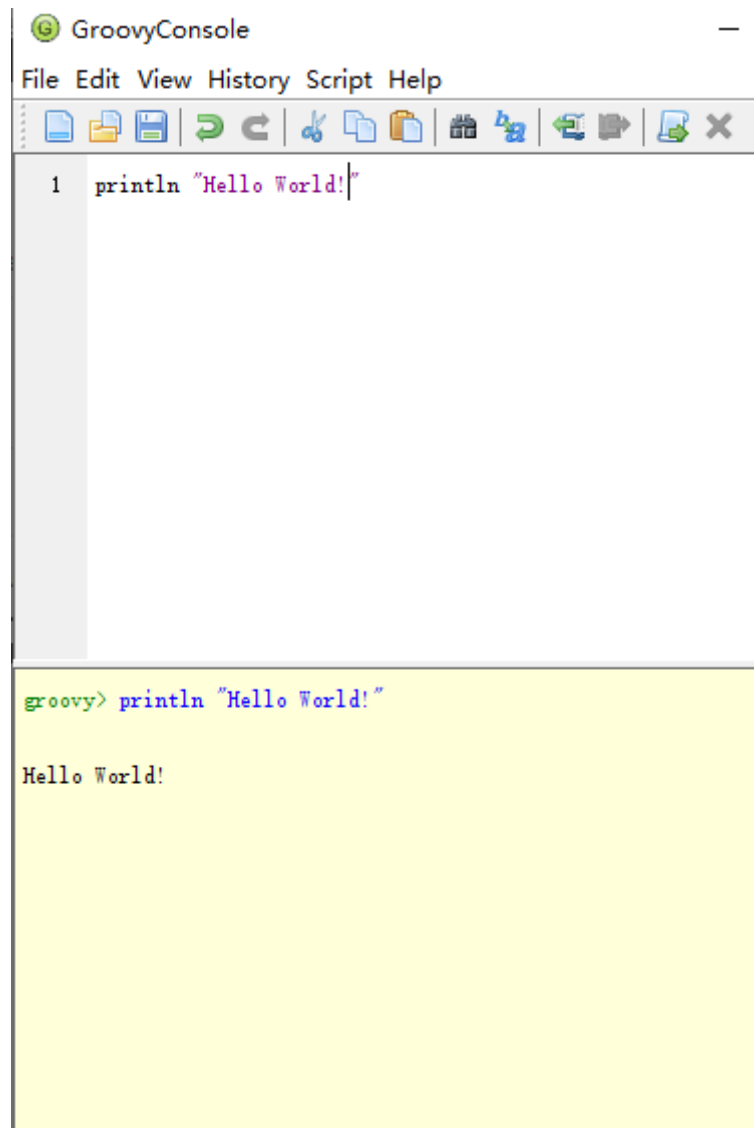 GroovyConsole
File Edit View History Script Help
1 println "Hello World!"
groovy> println "Hello World!"
Hello World!